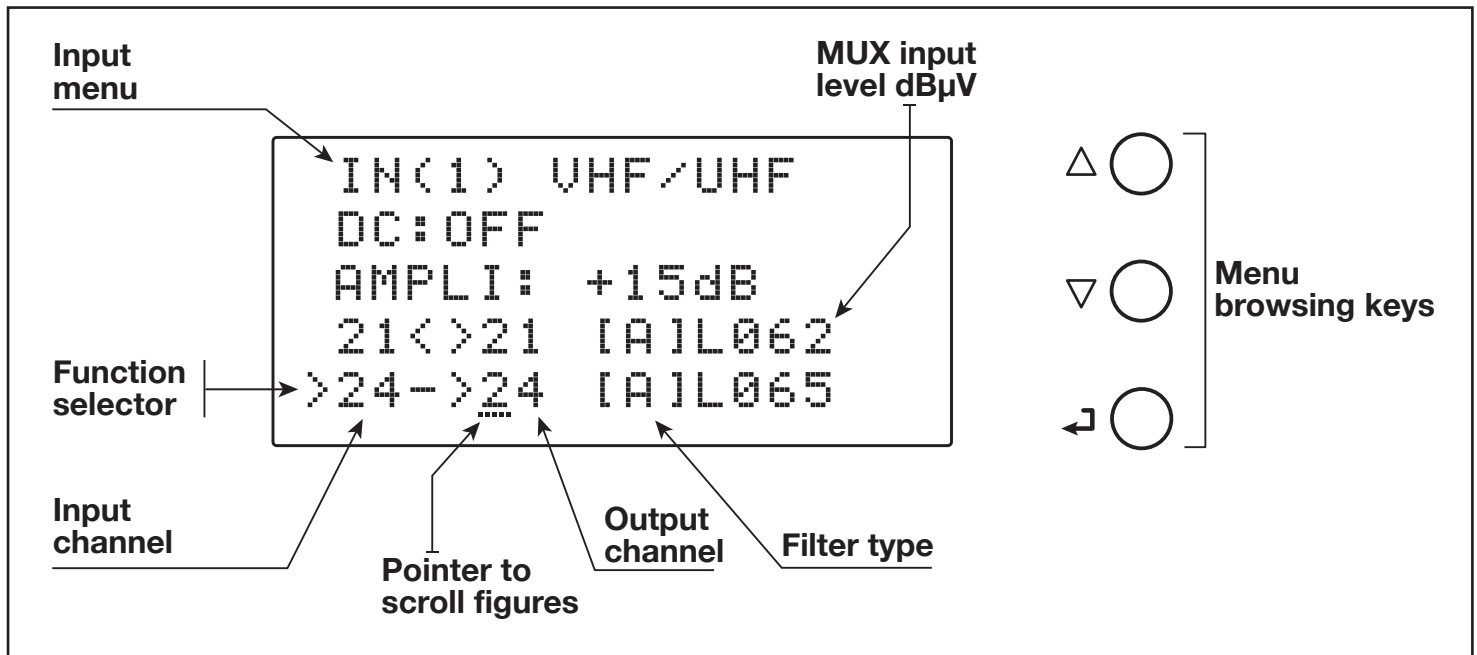 Input
menu
MUX input
level dBµV
IN(1) VHF/UHF
DC:OFF
AMPLI: +15dB
21<>21 [A]L062
>24->24 [A]L065
Menu
browsing keys
Function
selector
Input
channel
Pointer to
scroll figures
Output
channel
Filter type